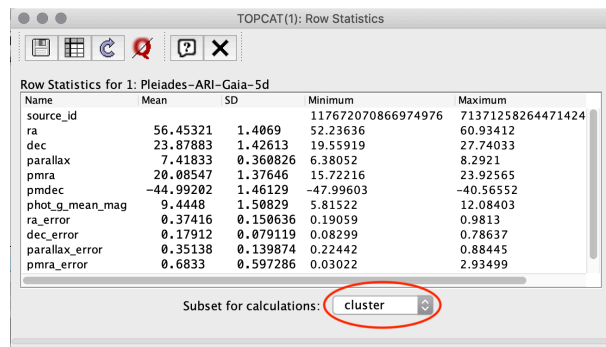 TOPCAT(1): Row Statistics
Row Statistics for 1: Pleiades-ARI-Gaia-5d
Name Mean SD Minimum Maximum
source_id 117672070866974976 71371258264471424
ra 56.45321 1.4069 52.23636 60.93412
dec 23.87883 1.42613 19.55919 27.74033
parallax 7.41833 0.360826 6.38052 8.2921
pmra 20.08547 1.37646 15.72216 23.92565
pmdec -44.99202 1.46129 -47.99603 -40.56552
phot_g_mean_mag 9.4448 1.50829 5.81522 12.08403
ra_error 0.37416 0.150636 0.19059 0.9813
dec_error 0.17912 0.079119 0.08299 0.78637
parallax_error 0.35138 0.139874 0.22442 0.88445
pmra_error 0.6833 0.597286 0.03022 2.93499
Subset for calculations: cluster